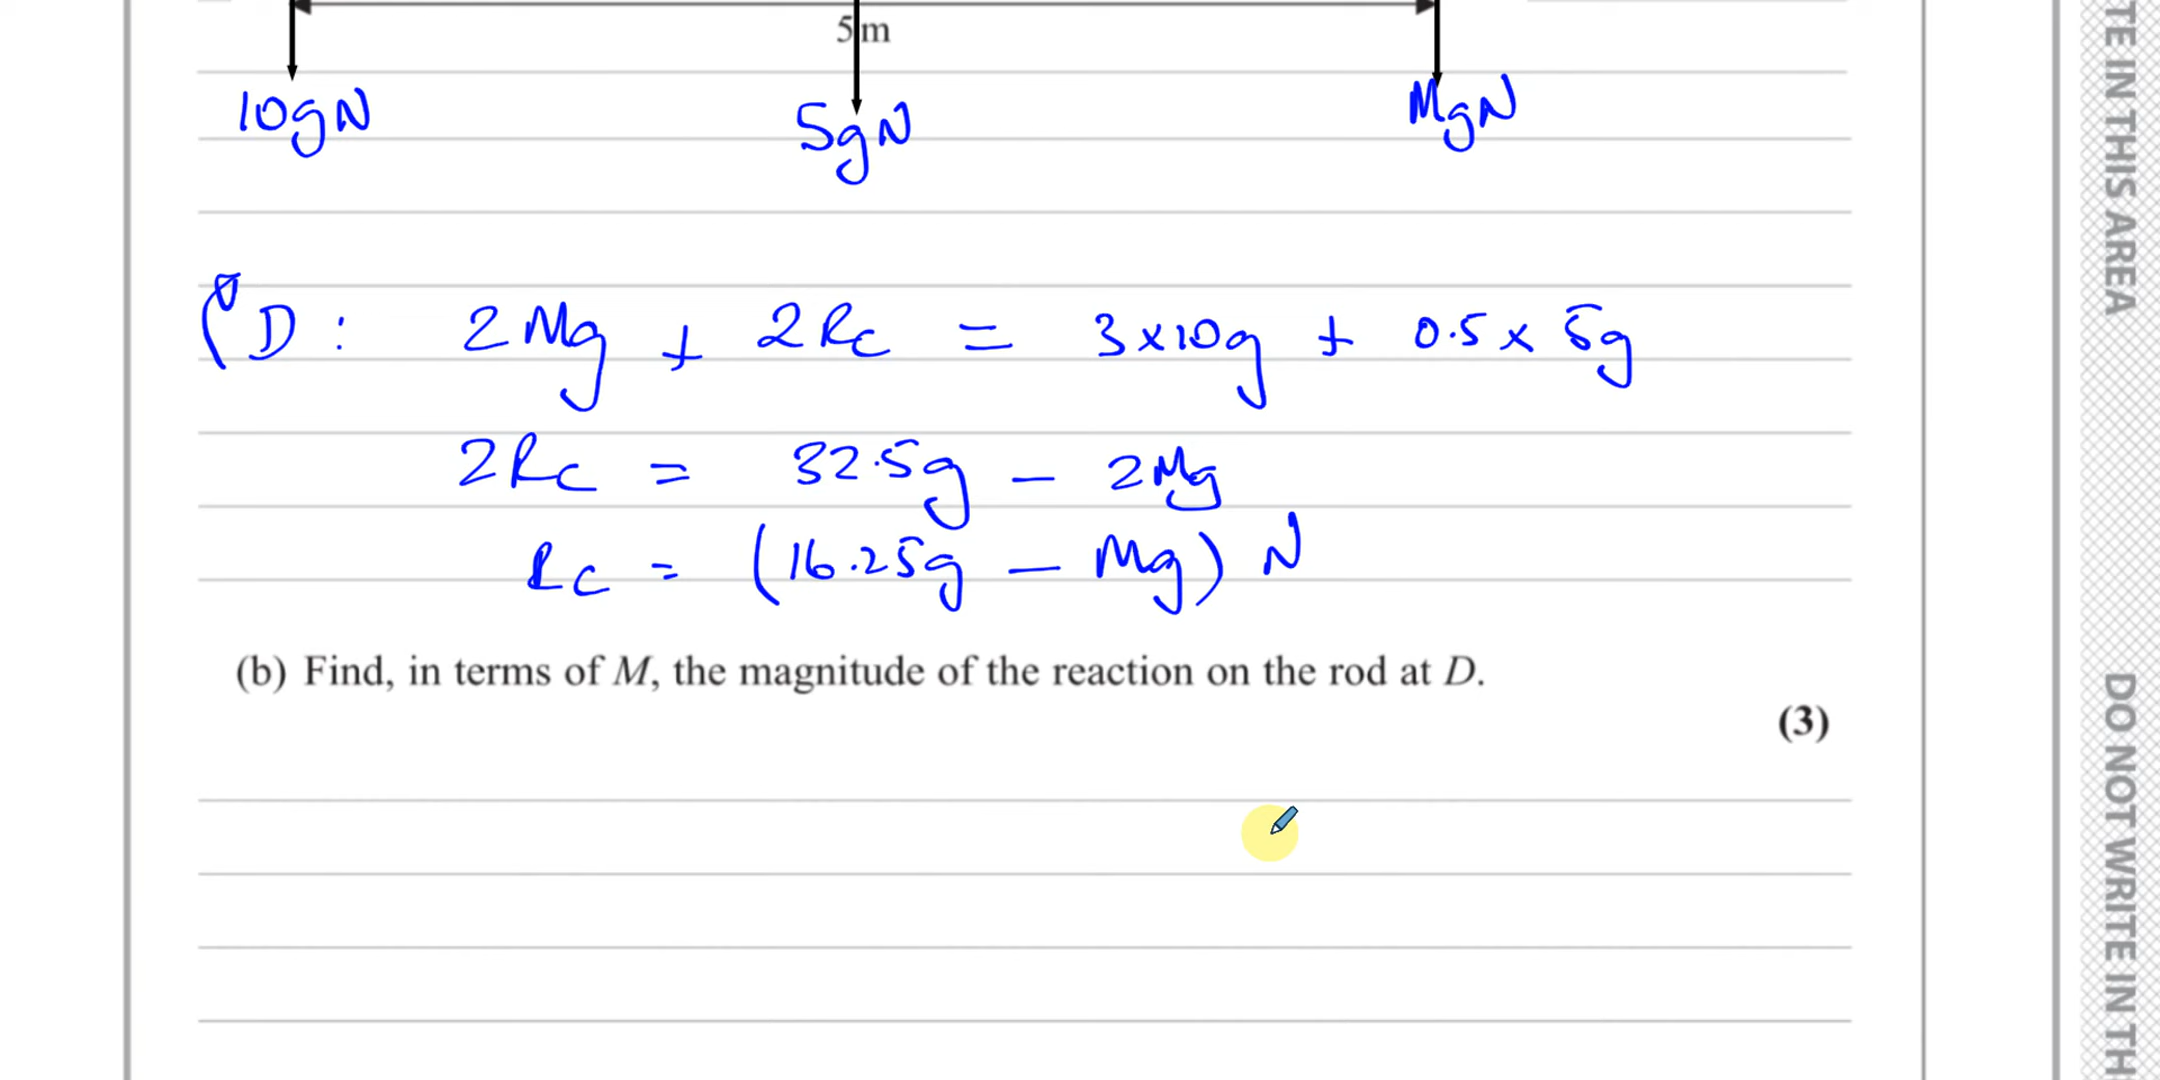 5 m
10gN 5gN MgN
D: 2Mg + 2Rc = 3×10g + 0.5 × 5g
2Rc = 32.5g − 2Mg
Rc = (16.25g − Mg) N
(b) Find, in terms of M, the magnitude of the reaction on the rod at D.
(3)
TE IN THIS AREA
DO NOT WRITE IN TH